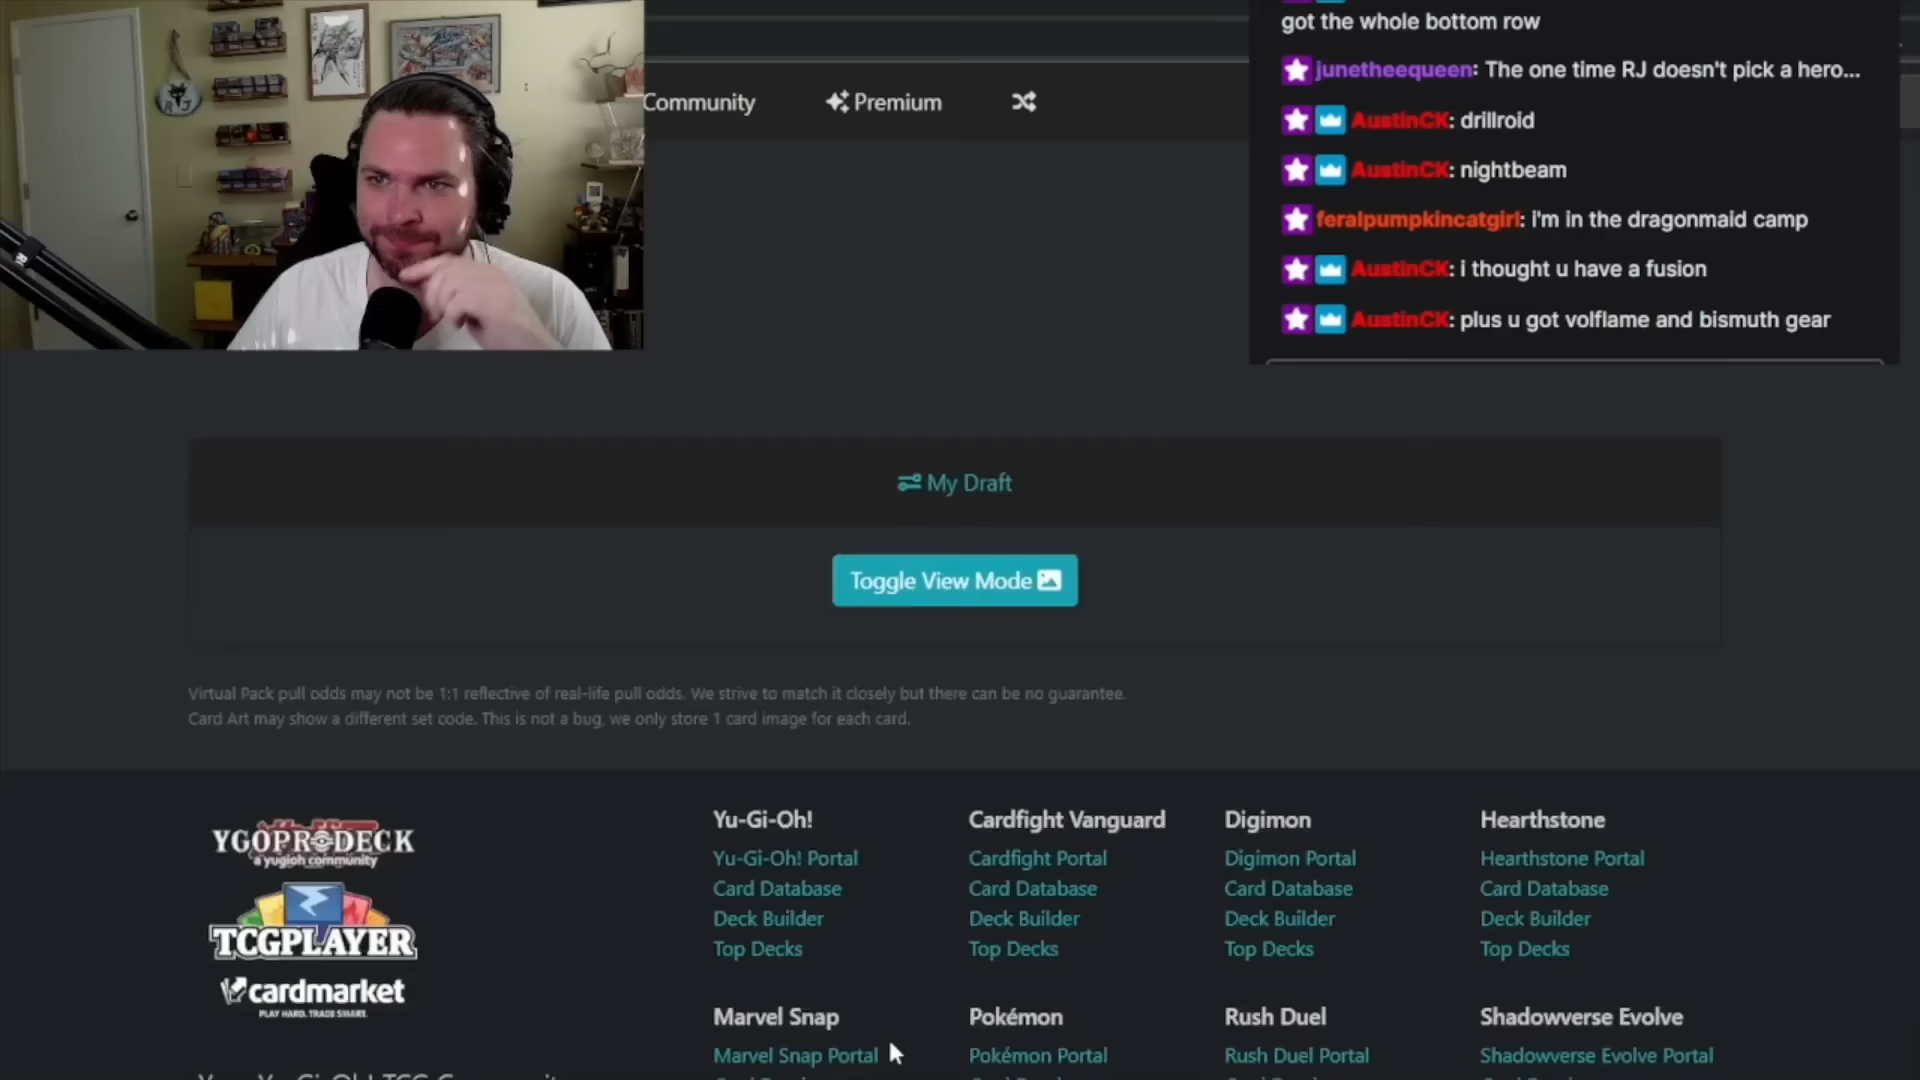 got the whole bottom row
junetheequeen: The one time RJ doesn't pick a hero...
AustinCK: drillroid
AustinCK: nightbeam
feralpumpkincatgirl: i'm in the dragonmaid camp
AustinCK: i thought u have a fusion
AustinCK: plus u got volflame and bismuth gear
Community
Premium
RJ
My Draft
Toggle View Mode
Virtual Pack pull odds may not be 1:1 reflective of real-life pull odds. We strive to match it closely but there can be no guarantee.
Card Art may show a different set code. This is not a bug, we only store 1 card image for each card.
YGOPRODECK
a yugioh community
TCGPLAYER
cardmarket
PLAY HARD. TRADE SMART.
Yu-Gi-Oh!
Yu-Gi-Oh! Portal
Card Database
Deck Builder
Top Decks
Cardfight Vanguard
Cardfight Portal
Card Database
Deck Builder
Top Decks
Digimon
Digimon Portal
Card Database
Deck Builder
Top Decks
Hearthstone
Hearthstone Portal
Card Database
Deck Builder
Top Decks
Marvel Snap
Marvel Snap Portal
Pokémon
Pokémon Portal
Rush Duel
Rush Duel Portal
Shadowverse Evolve
Shadowverse Evolve Portal